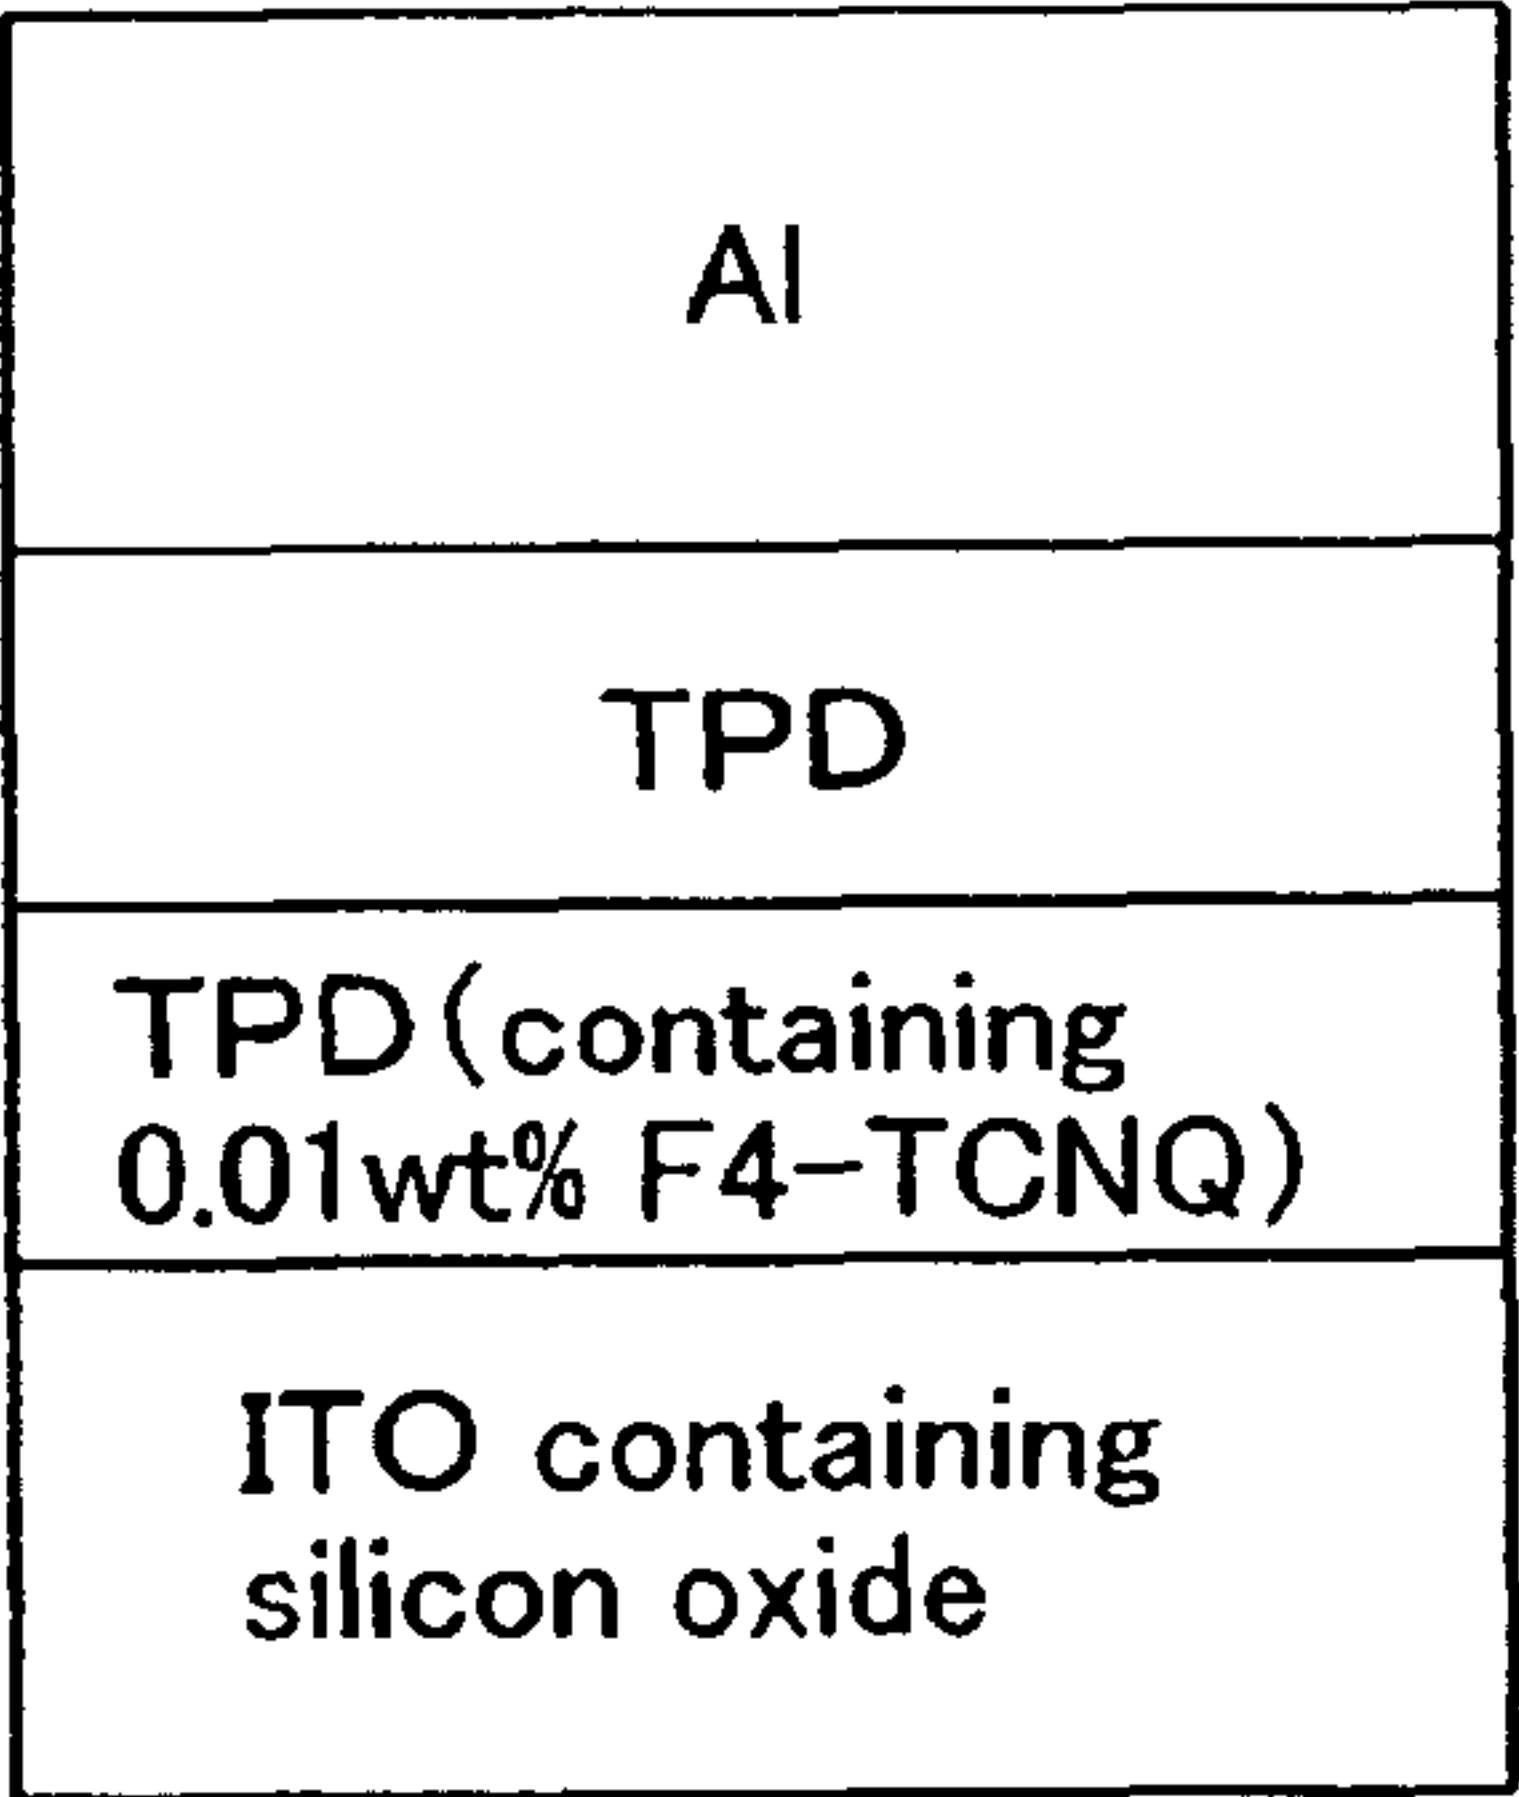 Al
TPD
TPD(containing
0.01wt% F4-TCNQ)
ITO containing
silicon oxide